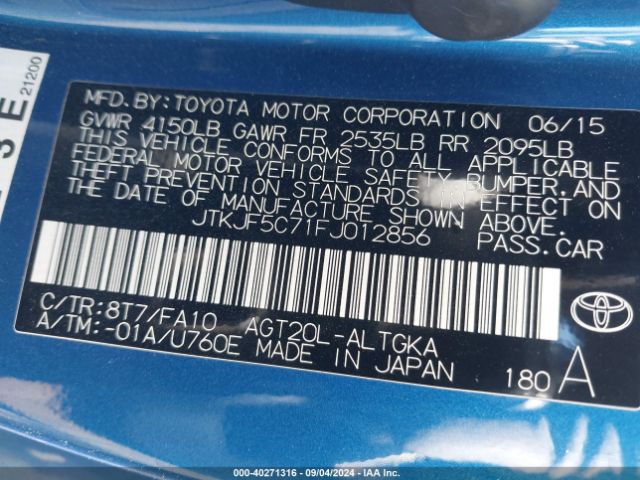 3 E
21200
MFD. BY: TOYOTA MOTOR CORPORATION 06/15
GVWR 4150LB GAWR FR 2535LB RR 2095LB
THIS VEHICLE CONFORMS TO ALL APPLICABLE
FEDERAL MOTOR VEHICLE SAFETY, BUMPER, AND
THEFT PREVENTION STANDARDS IN EFFECT ON
THE DATE OF MANUFACTURE SHOWN ABOVE.
JTKJF5C71FJ012856 PASS.CAR
C/TR:8T7/FA10 AGT20L-ALTGKA
A/TM:-01A/U760E MADE IN JAPAN
180 A
TOYOTA
000-40271316 - 09/04/2024 - IAA Inc.